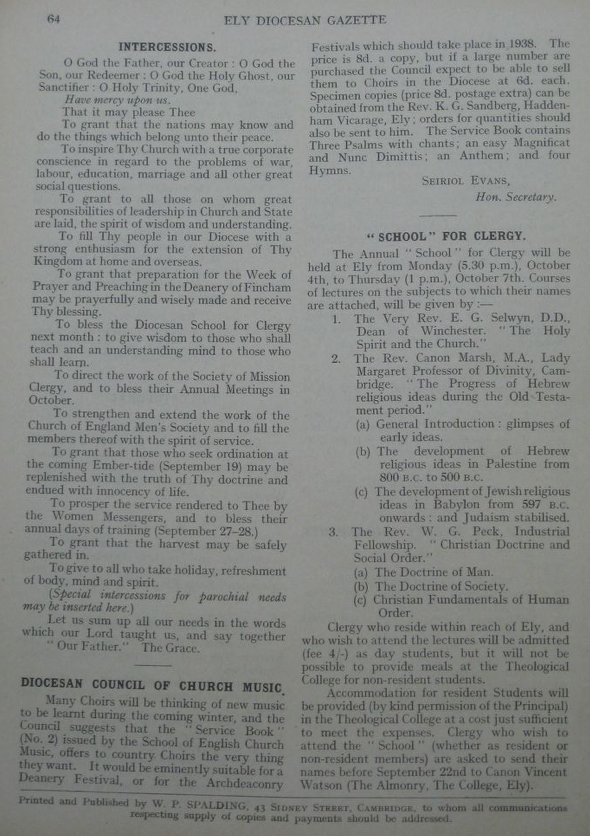 64
ELY DIOCESAN GAZETTE
INTERCESSIONS.
O God the Father, our Creator : O God the
Son, our Redeemer : O God the Holy Ghost, our
Sanctifier : O Holy Trinity, One God,
Have mercy upon us.
That it may please Thee
To grant that the nations may know and
do the things which belong unto their peace.
To inspire Thy Church with a true corporate
conscience in regard to the problems of war,
labour, education, marriage and all other great
social questions.
To grant to all those on whom great
responsibilities of leadership in Church and State
are laid, the spirit of wisdom and understanding.
To fill Thy people in our Diocese with a
strong enthusiasm for the extension of Thy
Kingdom at home and overseas.
To grant that preparation for the Week of
Prayer and Preaching in the Deanery of Fincham
may be prayerfully and wisely made and receive
Thy blessing.
To bless the Diocesan School for Clergy
next month : to give wisdom to those who shall
teach and an understanding mind to those who
shall learn.
To direct the work of the Society of Mission
Clergy, and to bless their Annual Meetings in
October.
To strengthen and extend the work of the
Church of England Men's Society and to fill the
members thereof with the spirit of service.
To grant that those who seek ordination at
the coming Ember-tide (September 19) may be
replenished with the truth of Thy doctrine and
endued with innocency of life.
To prosper the service rendered to Thee by
the Women Messengers, and to bless their
annual days of training (September 27–28.)
To grant that the harvest may be safely
gathered in.
To give to all who take holiday, refreshment
of body, mind and spirit.
(Special intercessions for parochial needs
may be inserted here.)
Let us sum up all our needs in the words
which our Lord taught us, and say together
" Our Father." The Grace.
DIOCESAN COUNCIL OF CHURCH MUSIC.
Many Choirs will be thinking of new music
to be learnt during the coming winter, and the
Council suggests that the " Service Book "
(No. 2) issued by the School of English Church
Music, offers to country Choirs the very thing
they want. It would be eminently suitable for a
Deanery Festival, or for the Archdeaconry
Festivals which should take place in 1938. The
price is 8d. a copy, but if a large number are
purchased the Council expect to be able to sell
them to Choirs in the Diocese at 6d. each.
Specimen copies (price 8d. postage extra) can be
obtained from the Rev. K. G. Sandberg, Hadden-
ham Vicarage, Ely ; orders for quantities should
also be sent to him. The Service Book contains
Three Psalms with chants ; an easy Magnificat
and Nunc Dimittis ; an Anthem ; and four
Hymns.
SEIRIOL EVANS,
Hon. Secretary.
" SCHOOL " FOR CLERGY.
The Annual " School " for Clergy will be
held at Ely from Monday (5.30 p.m.), October
4th, to Thursday (1 p.m.), October 7th. Courses
of lectures on the subjects to which their names
are attached, will be given by :—
1. The Very Rev. E. G. Selwyn, D.D.,
Dean of Winchester. " The Holy
Spirit and the Church."
2. The Rev. Canon Marsh, M.A., Lady
Margaret Professor of Divinity, Cam-
bridge. " The Progress of Hebrew
religious ideas during the Old Testa-
ment period."
(a) General Introduction : glimpses of
early ideas.
(b) The development of Hebrew
religious ideas in Palestine from
800 B.C. to 500 B.C.
(c) The development of Jewish religious
ideas in Babylon from 597 B.C.
onwards : and Judaism stabilised.
3. The Rev. W. G. Peck, Industrial
Fellowship. " Christian Doctrine and
Social Order."
(a) The Doctrine of Man.
(b) The Doctrine of Society.
(c) Christian Fundamentals of Human
Order.
Clergy who reside within reach of Ely, and
who wish to attend the lectures will be admitted
(fee 4/-) as day students, but it will not be
possible to provide meals at the Theological
College for non-resident students.
Accommodation for resident Students will
be provided (by kind permission of the Principal)
in the Theological College at a cost just sufficient
to meet the expenses. Clergy who wish to
attend the " School " (whether as resident or
non-resident members) are asked to send their
names before September 22nd to Canon Vincent
Watson (The Almonry, The College, Ely).
Printed and Published by W. P. SPALDING, 43 SIDNEY STREET, CAMBRIDGE, to whom all communications
respecting supply of copies and payments should be addressed.